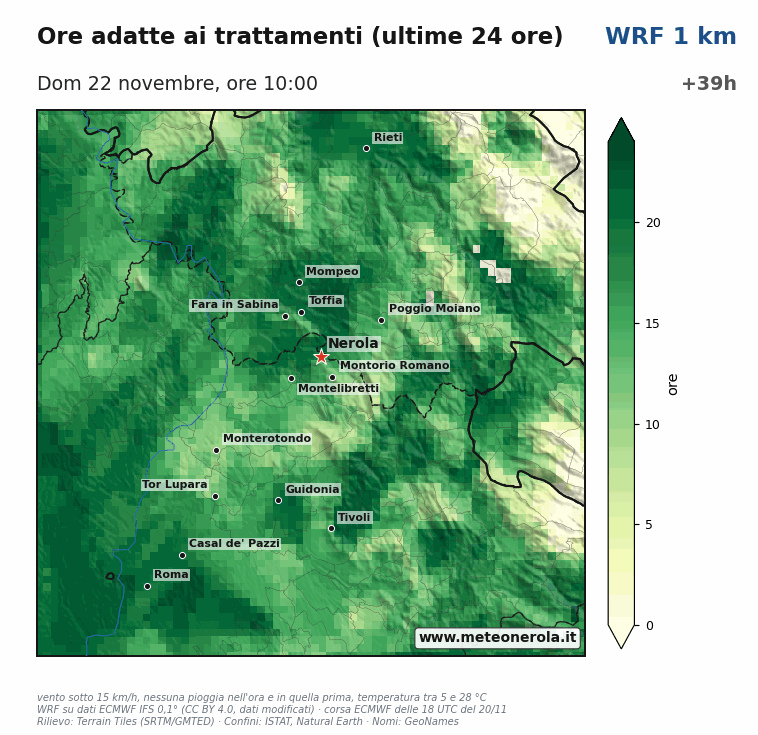 Ore adatte ai trattamenti (ultime 24 ore) WRF 1 km
Dom 22 novembre, ore 10:00 +39h
Rieti
Mompeo
Toffia
Fara in Sabina
Poggio Moiano
Nerola
Montorio Romano
Montelibretti
Monterotondo
Tor Lupara
Guidonia
Tivoli
Casal de' Pazzi
Roma
www.meteonerola.it
20
15
10
5
0
ore
vento sotto 15 km/h, nessuna pioggia nell'ora e in quella prima, temperatura tra 5 e 28 °C
WRF su dati ECMWF IFS 0,1° (CC BY 4.0, dati modificati) · corsa ECMWF delle 18 UTC del 20/11
Rilievo: Terrain Tiles (SRTM/GMTED) · Confini: ISTAT, Natural Earth · Nomi: GeoNames